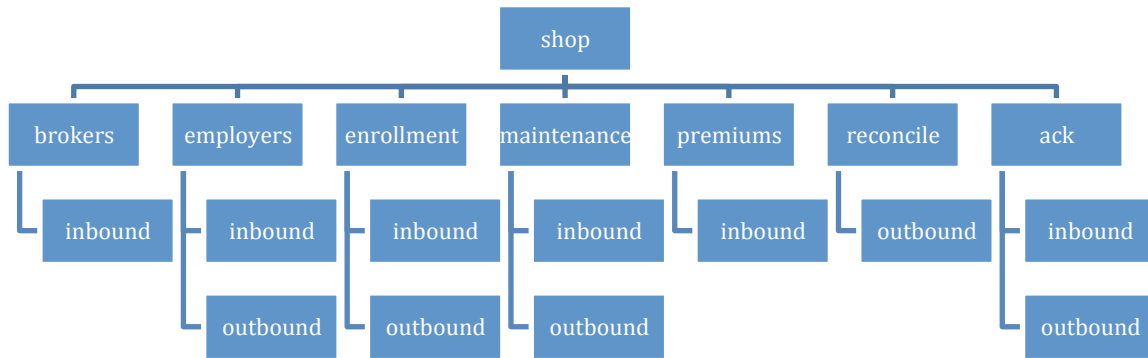 shop
brokers employers enrollment maintenance premiums reconcile ack
inbound inbound inbound inbound inbound outbound inbound
outbound outbound outbound outbound